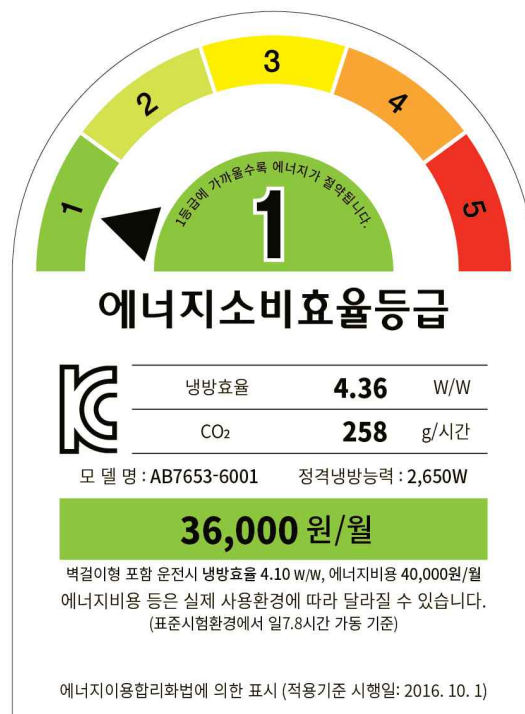 3
2
4
1
5
1등급에 가까울수록 에너지가 절약됩니다.
1
에너지소비효율등급
냉방효율 4.36 W/W
CO₂ 258 g/시간
모 델 명 : AB7653-6001 정격냉방능력 : 2,650W
36,000 원/월
벽걸이형 포함 운전시 냉방효율 4.10 W/W, 에너지비용 40,000원/월
에너지비용 등은 실제 사용환경에 따라 달라질 수 있습니다.
(표준시험환경에서 일7.8시간 가동 기준)
에너지이용합리화법에 의한 표시 (적용기준 시행일: 2016. 10. 1)